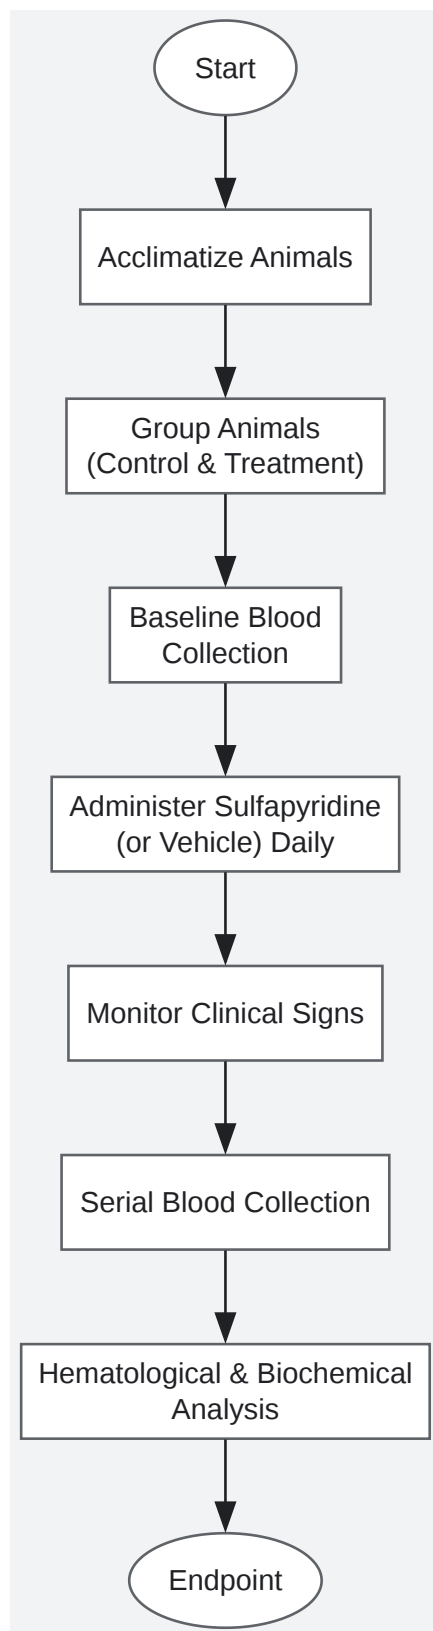 Start
Acclimatize Animals
Group Animals
(Control & Treatment)
Baseline Blood
Collection
Administer Sulfapyridine
(or Vehicle) Daily
Monitor Clinical Signs
Serial Blood Collection
Hematological & Biochemical
Analysis
Endpoint